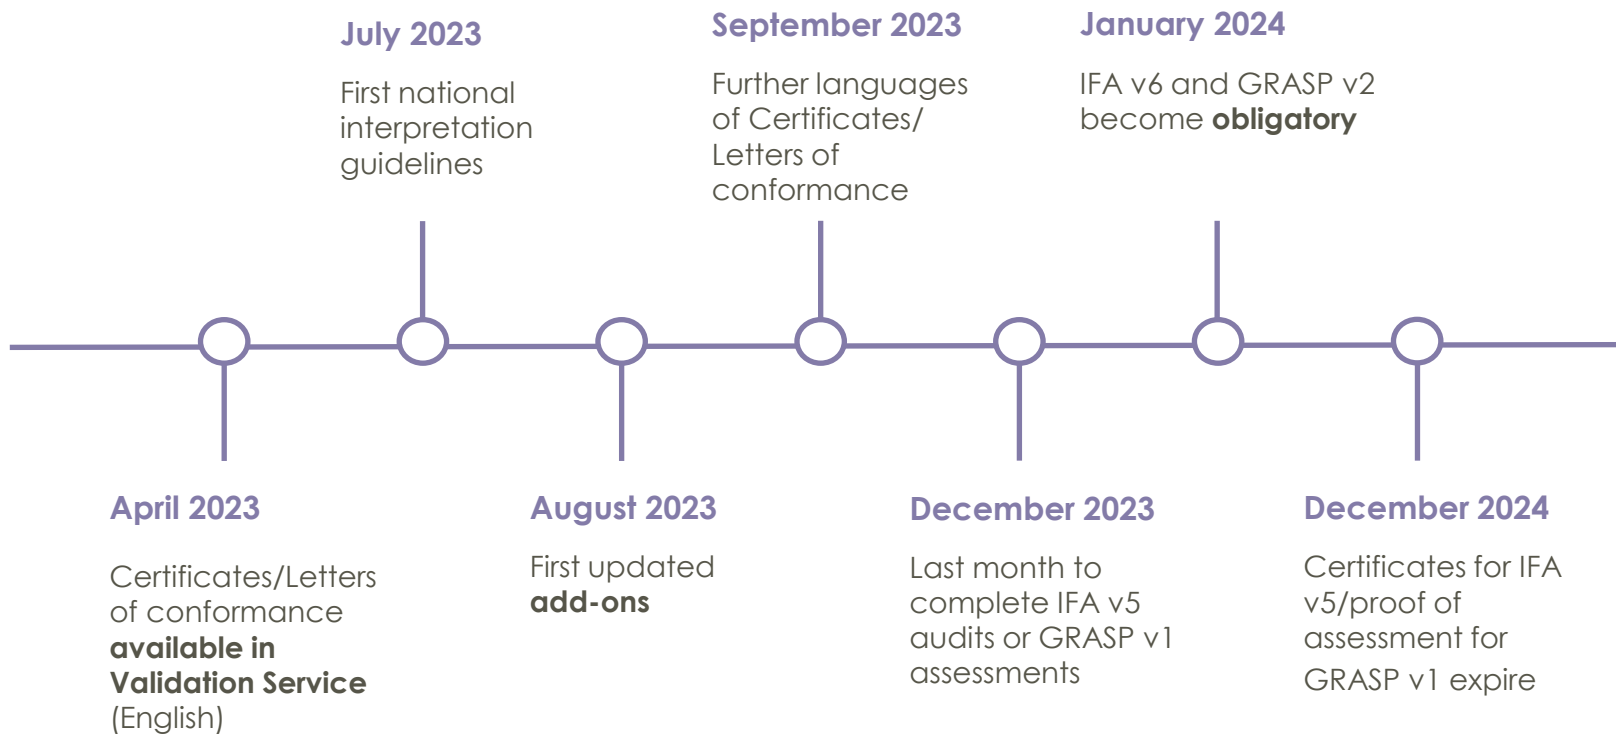 July 2023
First national
interpretation
guidelines
September 2023
Further languages
of Certificates/
Letters of
conformance
January 2024
IFA v6 and GRASP v2
become obligatory
April 2023
Certificates/Letters
of conformance
available in
Validation Service
(English)
August 2023
First updated
add-ons
December 2023
Last month to
complete IFA v5
audits or GRASP v1
assessments
December 2024
Certificates for IFA
v5/proof of
assessment for
GRASP v1 expire